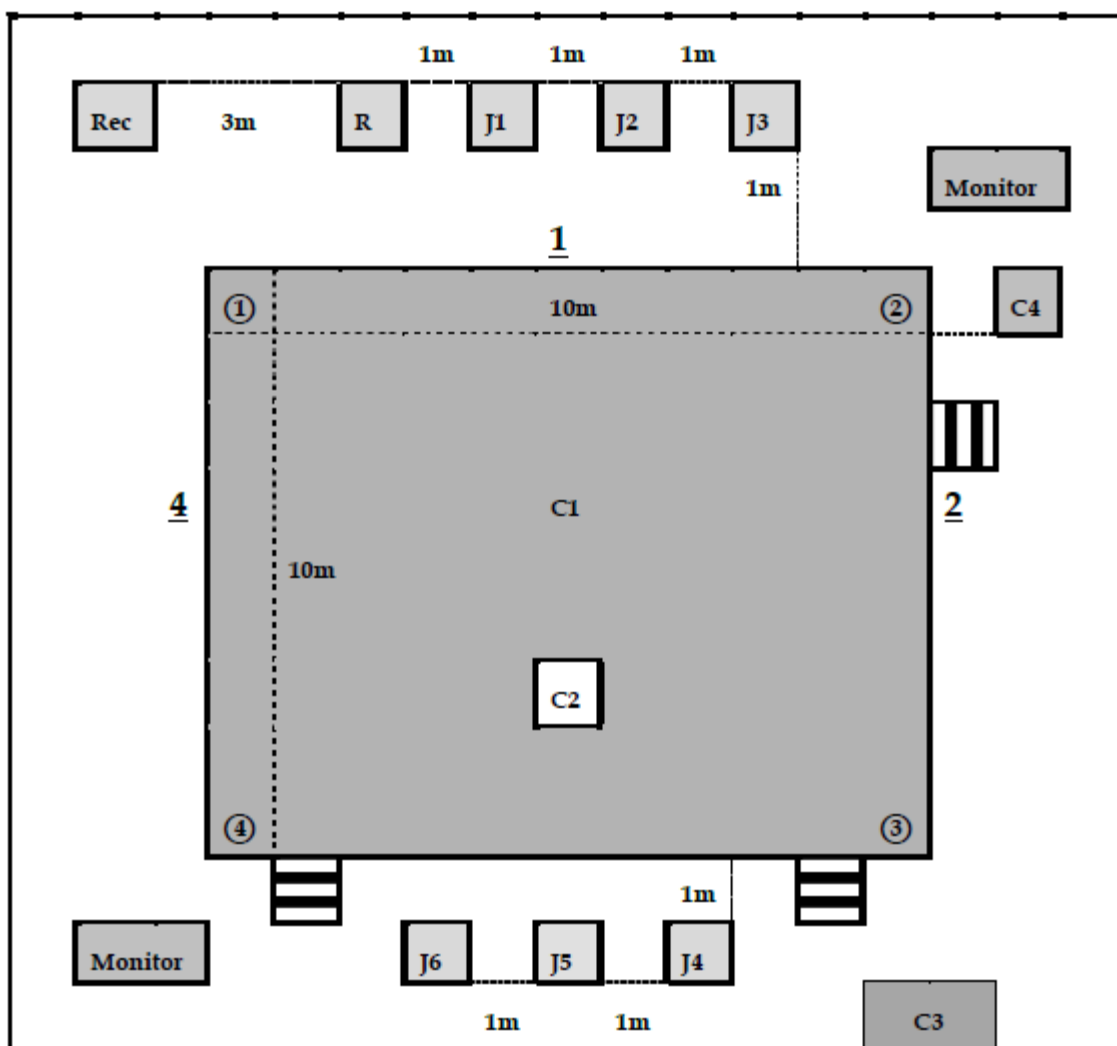 1m 1m 1m
Rec 3m R J1 J2 J3
1m Monitor
1
① 10m ② C4
4 C1 2
10m
C2
④ ③
1m
Monitor J6 J5 J4
1m 1m C3